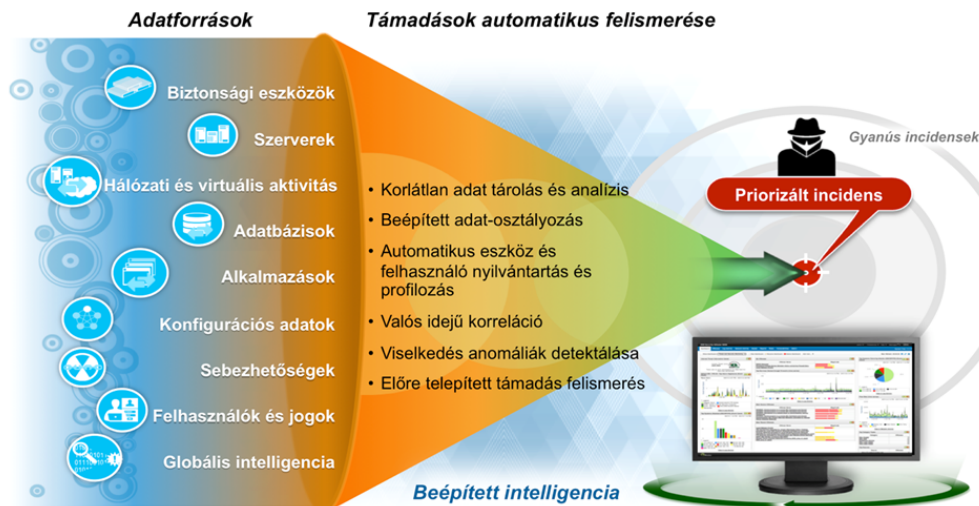 Adatforrások
Támadások automatikus felismerése
Biztonsági eszközök
Szerverek
Hálózati és virtuális aktivitás
Adatbázisok
Alkalmazások
Konfigurációs adatok
Sebezhetőségek
Felhasználók és jogok
Globális intelligencia
• Korlátlan adat tárolás és analízis
• Beépített adat-osztályozás
• Automatikus eszköz és
felhasználó nyilvántartás és
profilozás
• Valós idejű korreláció
• Viselkedés anomáliák detektálása
• Előre telepített támadás felismerés
Beépített intelligencia
Gyanús incidensek
Priorizált incidens